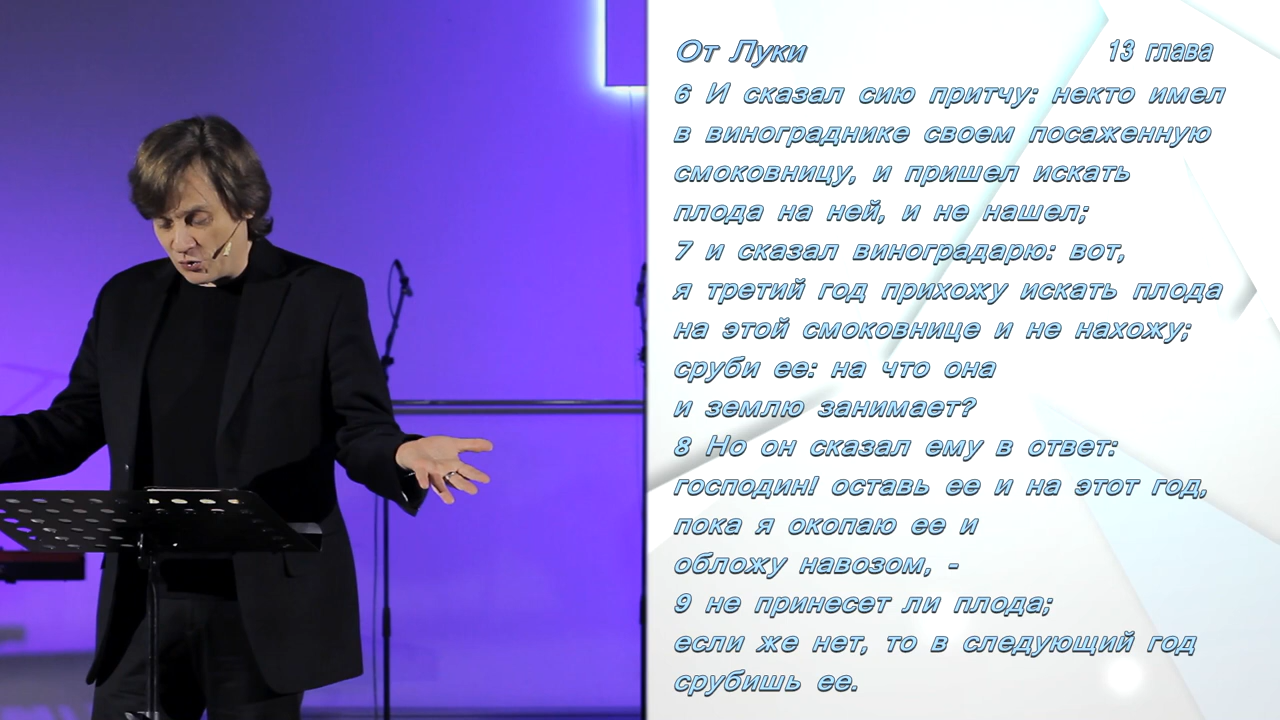 От Луки 13 глава
6 И сказал сию притчу: некто имел
в винограднике своем посаженную
смоковницу, и пришел искать
плода на ней, и не нашел;
7 и сказал виноградарю: вот,
я третий год прихожу искать плода
на этой смоковнице и не нахожу;
сруби ее: на что она
и землю занимает?
8 Но он сказал ему в ответ:
господин! оставь ее и на этот год,
пока я окопаю ее и
обложу навозом, -
9 не принесет ли плода;
если же нет, то в следующий год
срубишь ее.